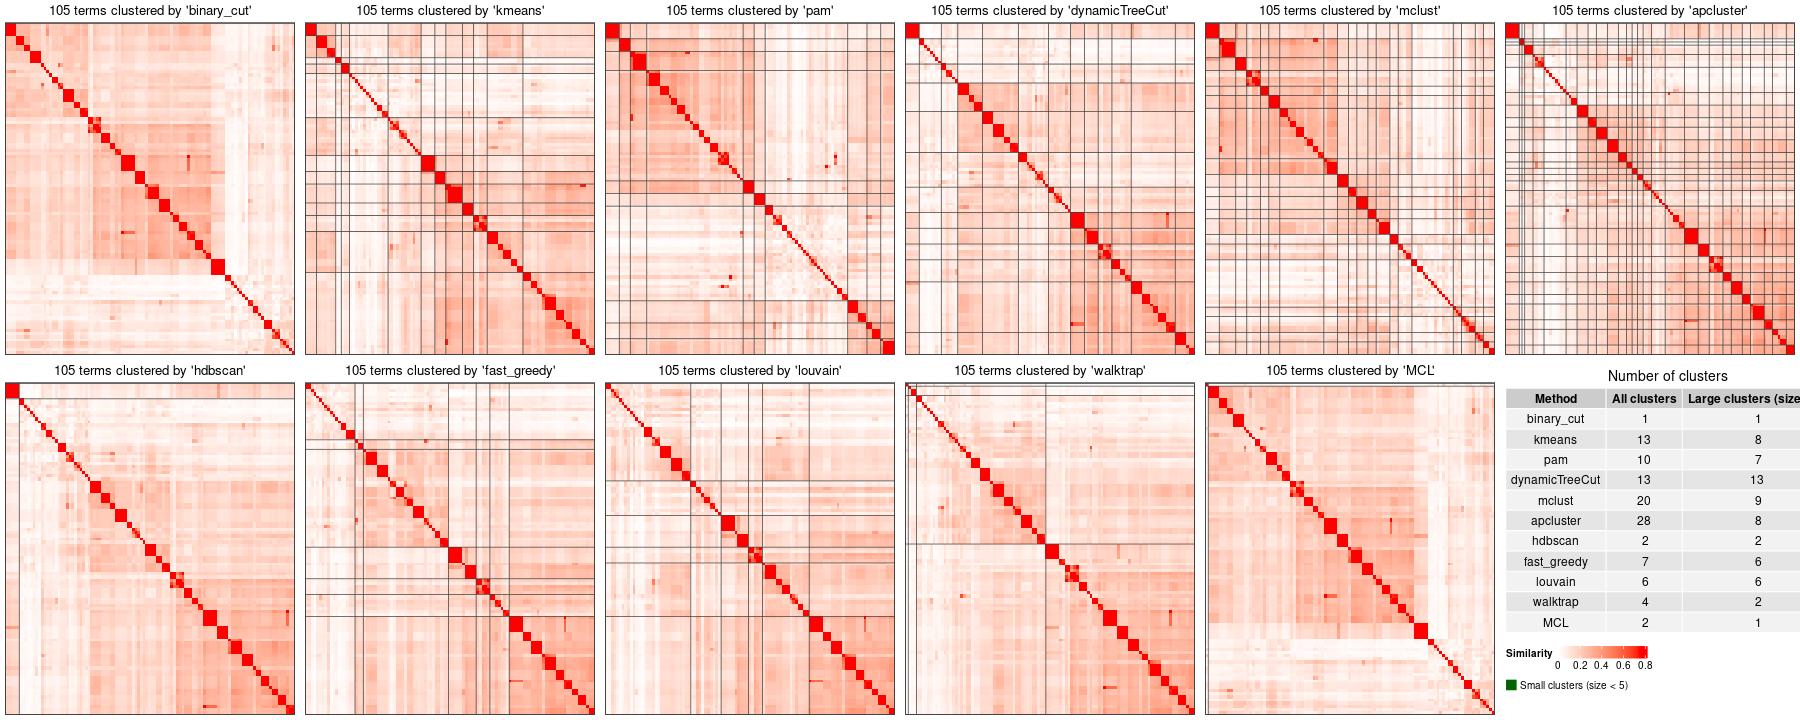 105 terms clustered by 'binary_cut'
105 terms clustered by 'kmeans'
105 terms clustered by 'pam'
105 terms clustered by 'dynamicTreeCut'
105 terms clustered by 'mclust'
105 terms clustered by 'apcluster'
105 terms clustered by 'hdbscan'
105 terms clustered by 'fast_greedy'
105 terms clustered by 'louvain'
105 terms clustered by 'walktrap'
105 terms clustered by 'MCL'
Number of clusters
Method All clusters Large clusters (size
binary_cut 1 1
kmeans 13 8
pam 10 7
dynamicTreeCut 13 13
mclust 20 9
apcluster 28 8
hdbscan 2 2
fast_greedy 7 6
louvain 6 6
walktrap 4 2
MCL 2 1
Similarity
0 0.2 0.4 0.6 0.8
Small clusters (size < 5)